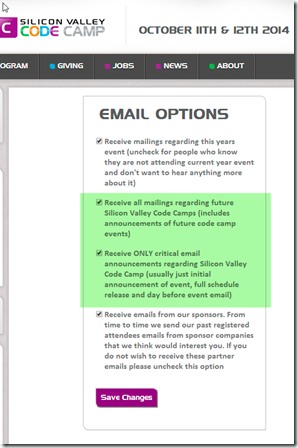 C SILICON VALLEY
CODE CAMP
OCTOBER 11TH & 12TH 2014
OGRAM
GIVING
JOBS
NEWS
ABOUT
EMAIL OPTIONS
Receive mailings regarding this years
event (uncheck for people who know
they are not attending current year event
and don't want to hear anything more
about it)
Receive all mailings regarding future
Silicon Valley Code Camps (includes
announcements of future code camp
events)
Receive ONLY critical email
announcements regarding Silicon Valley
Code Camp (usually just initial
announcement of event, full schedule
release and day before event email)
Receive emails from our sponsors. From
time to time we send our past registered
attendees emails from sponsor companies
that we think would interest you. If you
do not wish to receive these partner
emails please uncheck this option
Save Changes